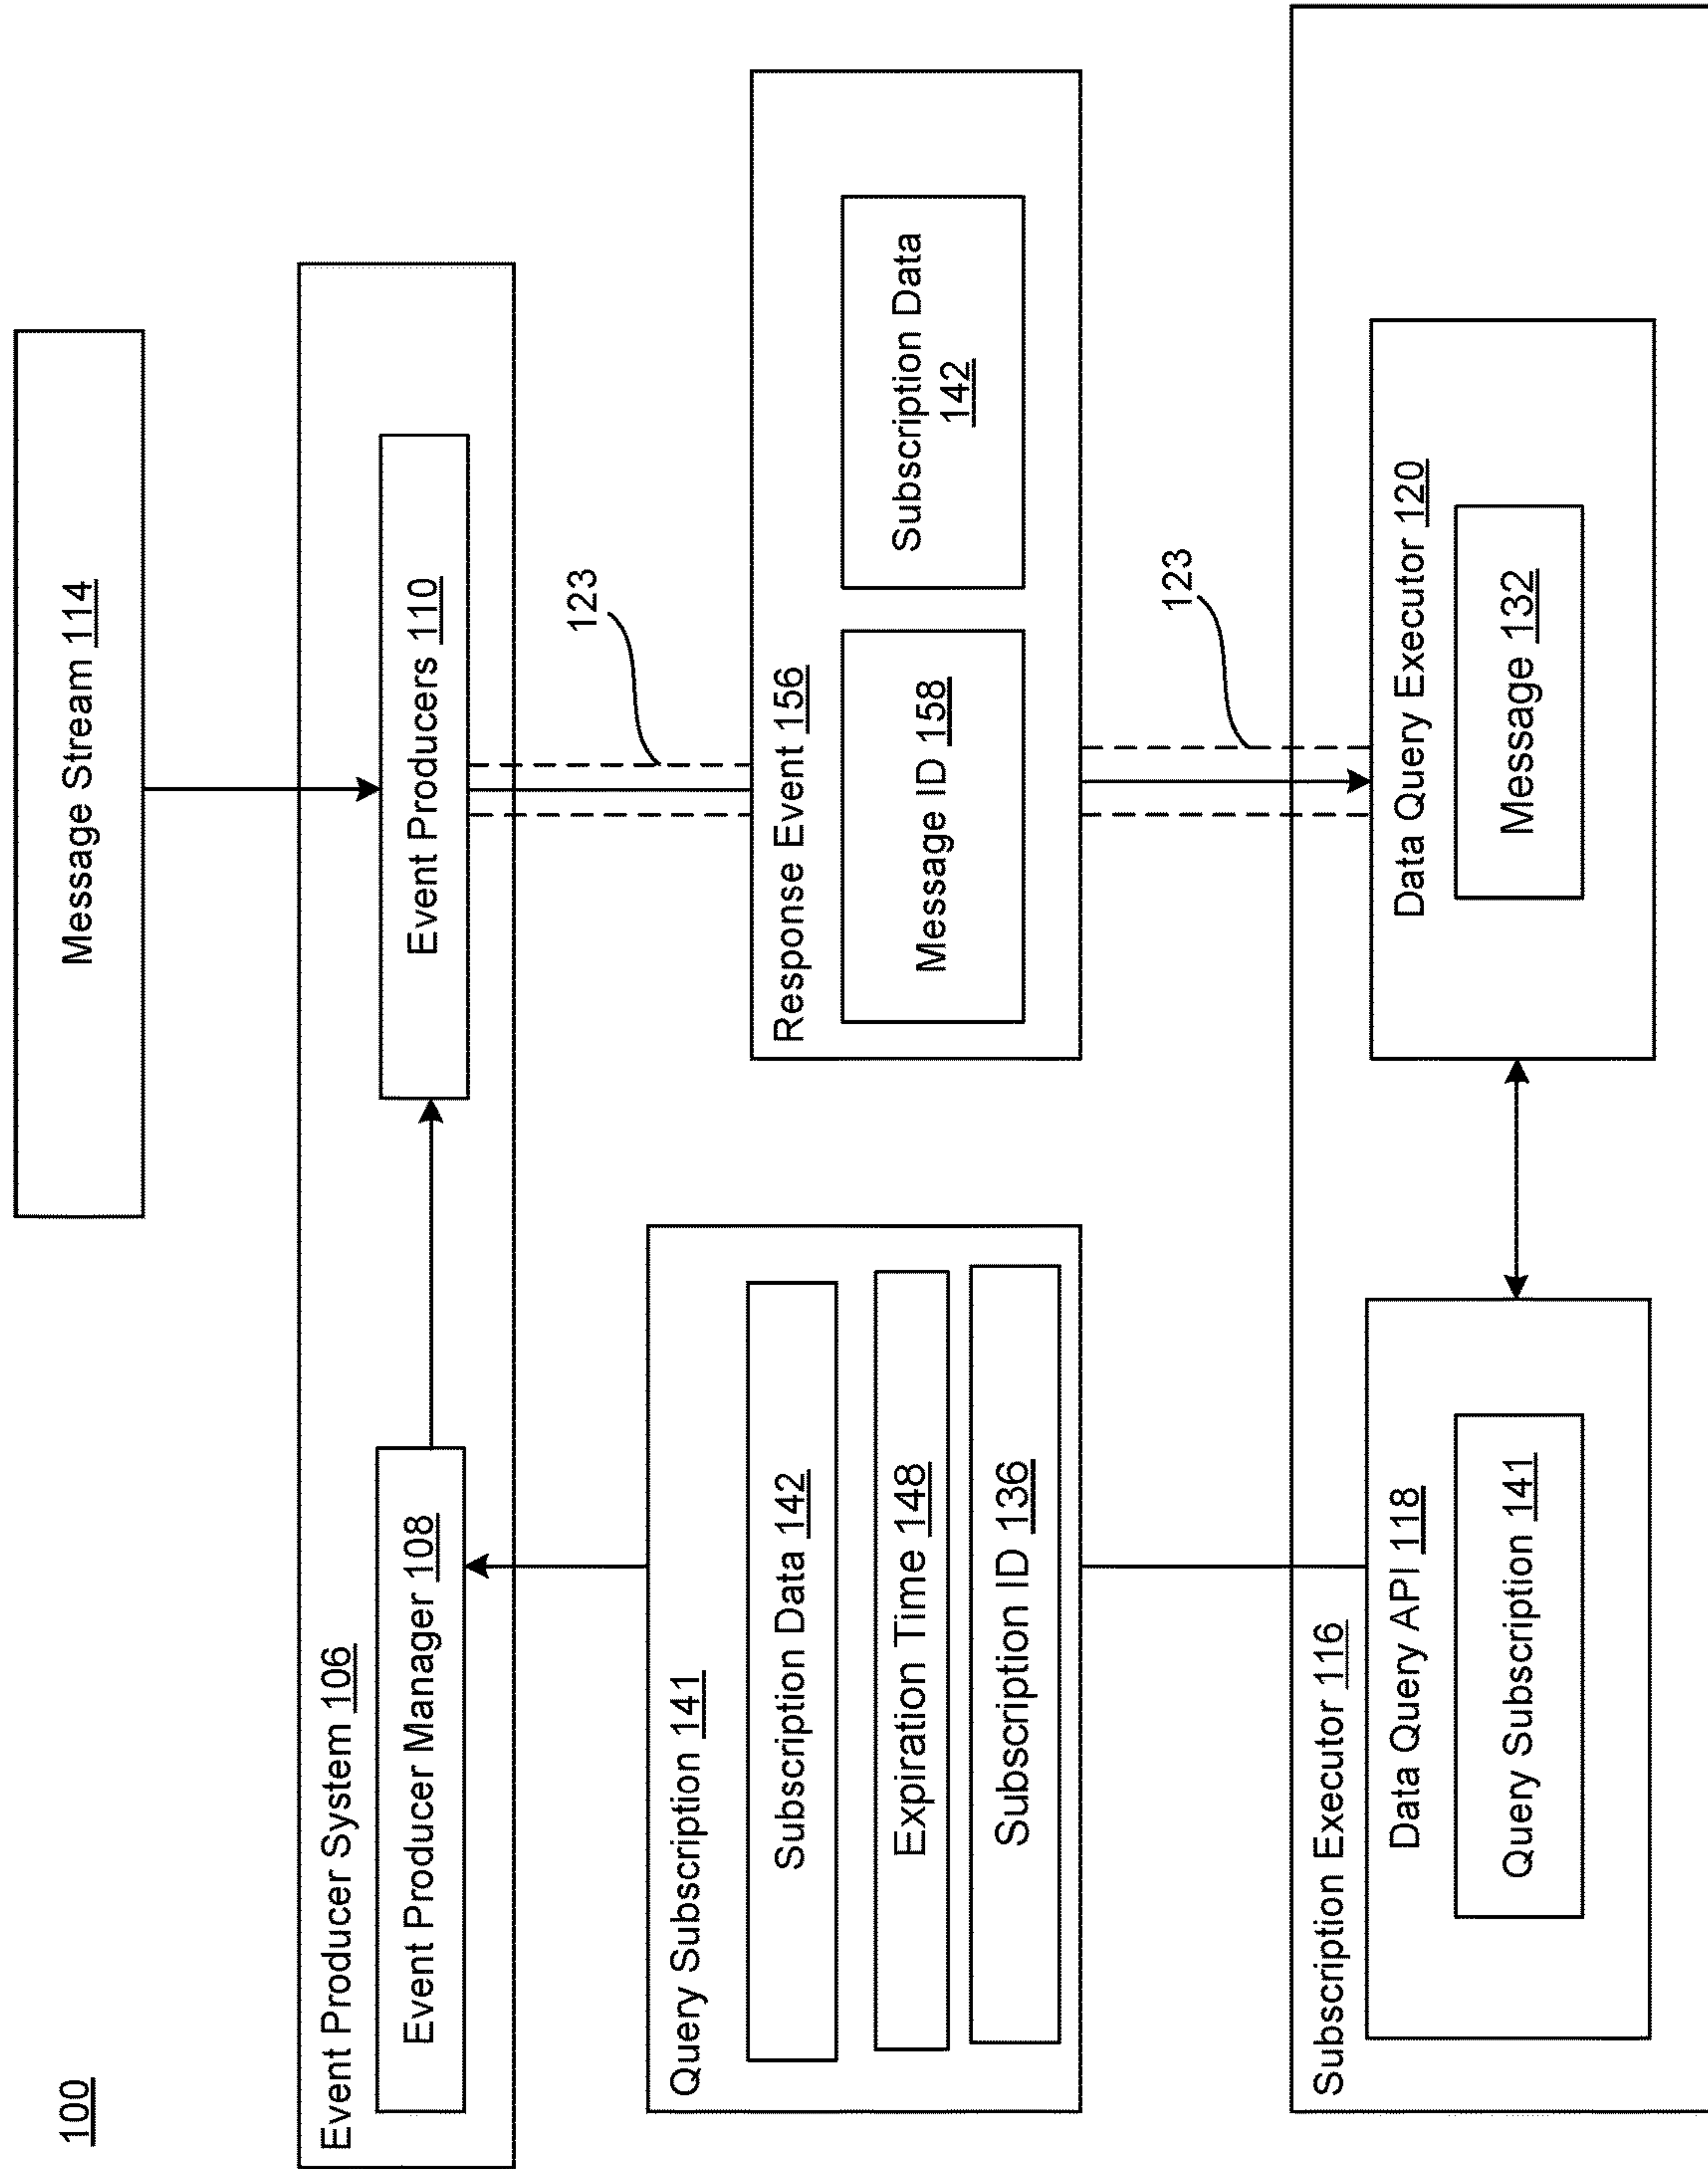 100
Message Stream 114
Event Producer System 106
Event Producer Manager 108
Event Producers 110
123
Query Subscription 141
Subscription Data 142
Expiration Time 148
Subscription ID 136
Response Event 156
Message ID 158
Subscription Data
142
123
Subscription Executor 116
Data Query API 118
Query Subscription 141
Data Query Executor 120
Message 132